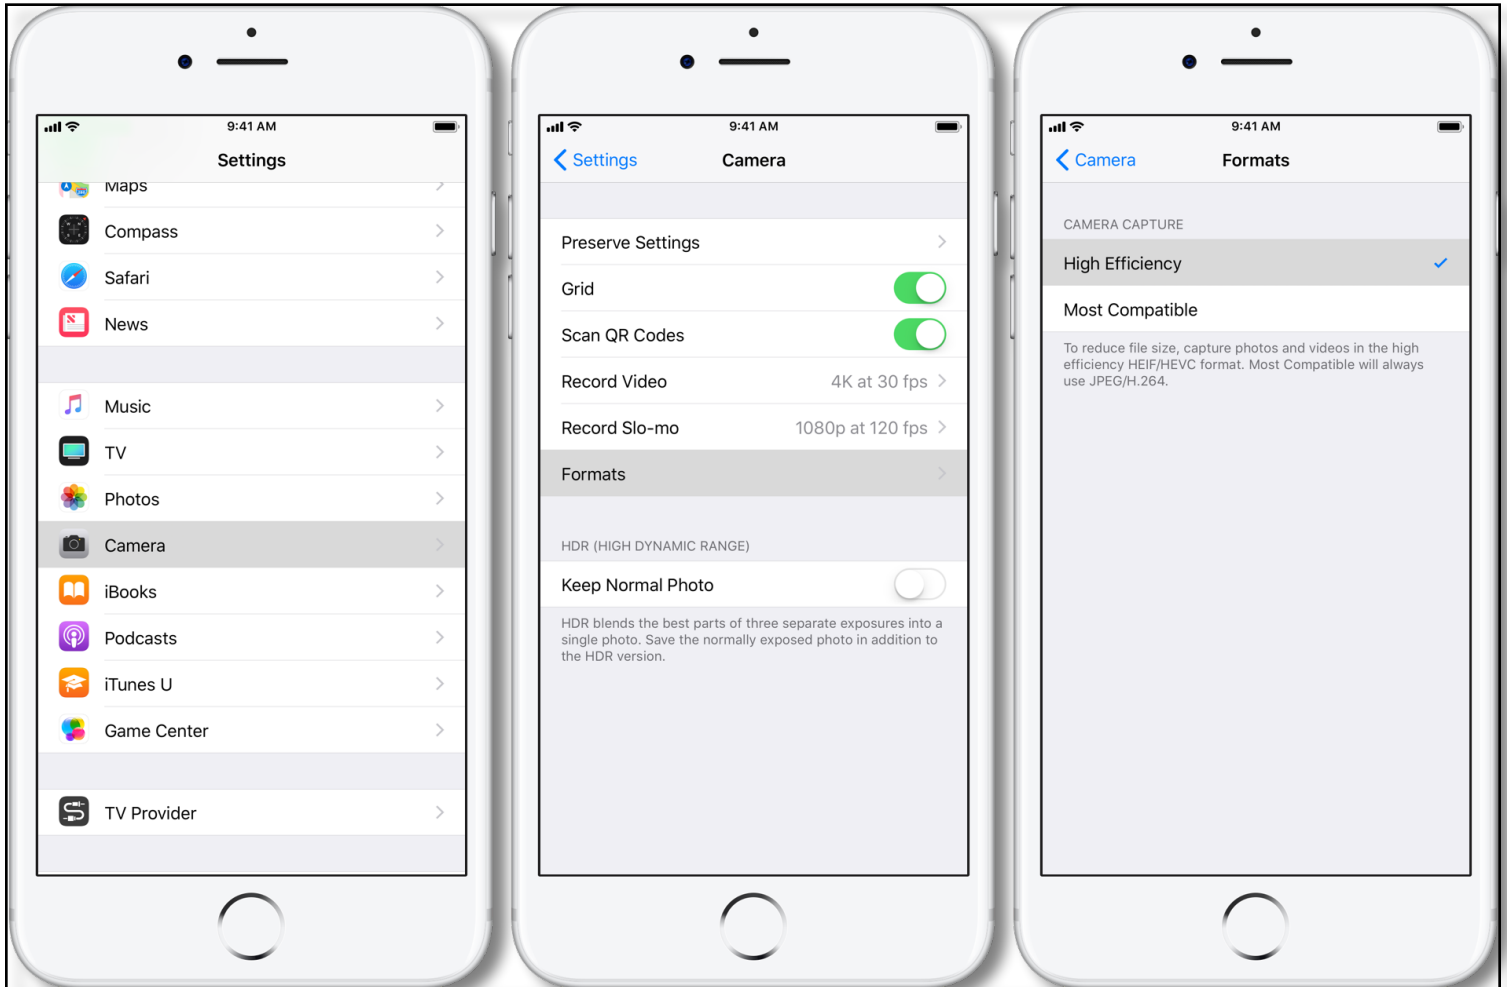 9:41 AM
Settings
Maps
Compass
Safari
News
Music
TV
Photos
Camera
iBooks
Podcasts
iTunes U
Game Center
TV Provider
9:41 AM
Settings
Camera
Preserve Settings
Grid
Scan QR Codes
Record Video 4K at 30 fps
Record Slo-mo 1080p at 120 fps
Formats
HDR (HIGH DYNAMIC RANGE)
Keep Normal Photo
HDR blends the best parts of three separate exposures into a
single photo. Save the normally exposed photo in addition to
the HDR version.
9:41 AM
Camera
Formats
CAMERA CAPTURE
High Efficiency
Most Compatible
To reduce file size, capture photos and videos in the high
efficiency HEIF/HEVC format. Most Compatible will always
use JPEG/H.264.